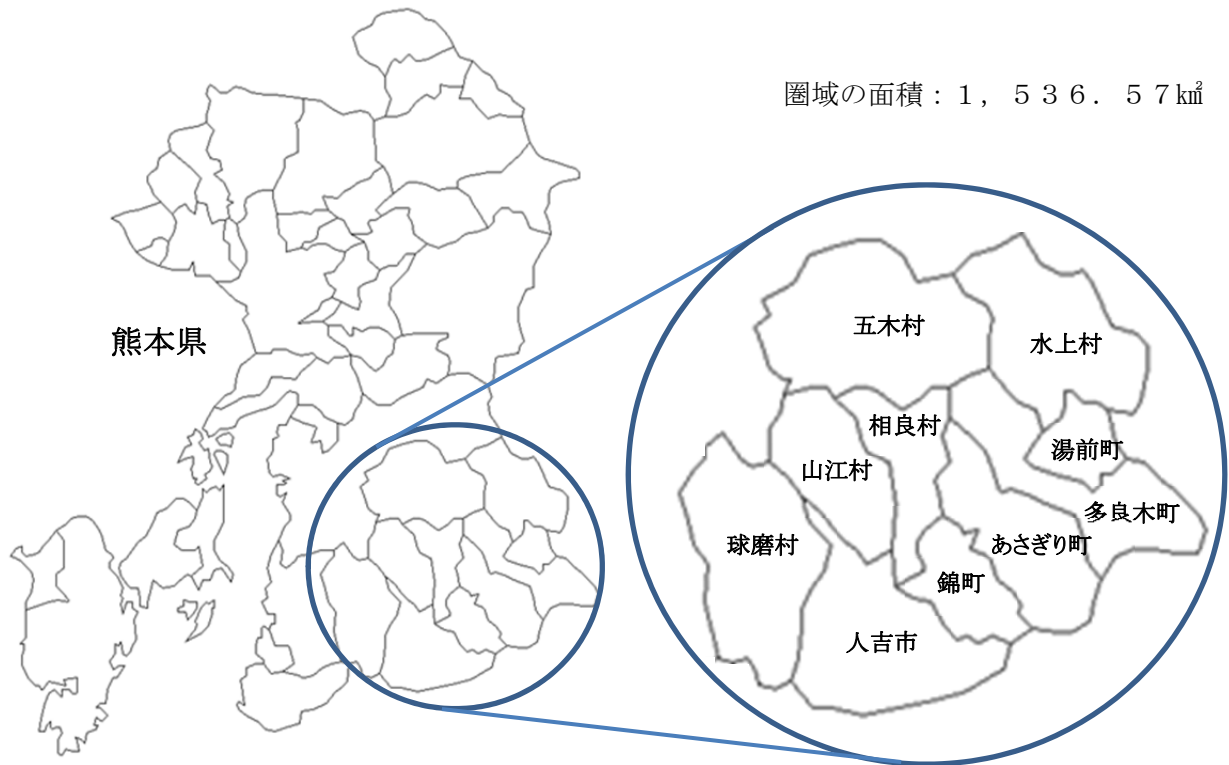 圏域の面積：１，５３６．５７㎢
熊本県
五木村
水上村
相良村
湯前町
山江村
多良木町
球磨村
あさぎり町
錦町
人吉市